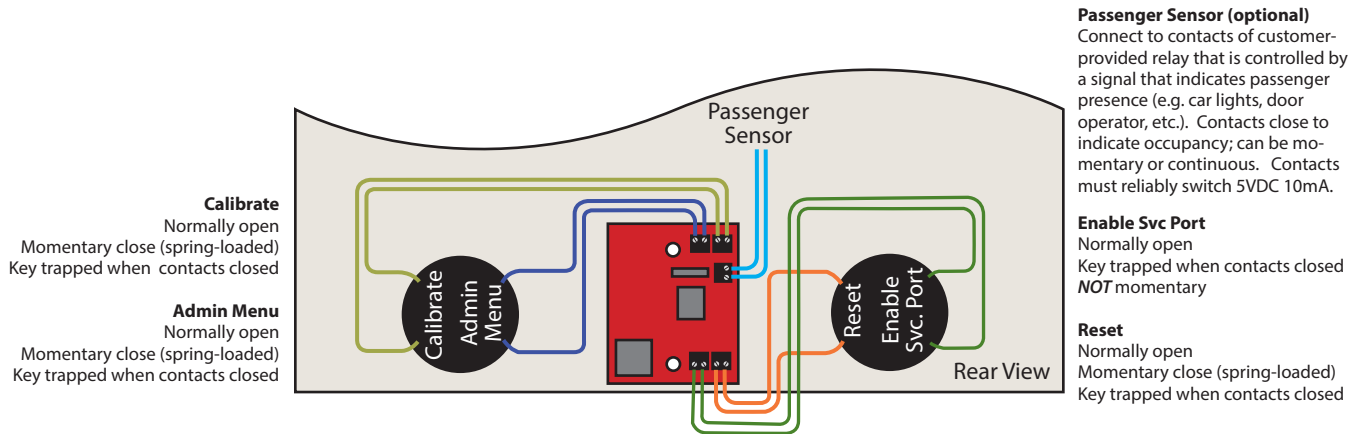 Passenger Sensor (optional)
Connect to contacts of customer-
provided relay that is controlled by
a signal that indicates passenger
presence (e.g. car lights, door
operator, etc.).  Contacts close to
indicate occupancy; can be mo-
mentary or continuous.   Contacts
must reliably switch 5VDC 10mA.
Passenger
Sensor
Calibrate
Normally open
Momentary close (spring-loaded)
Key trapped when  contacts closed
Admin Menu
Normally open
Momentary close (spring-loaded)
Key trapped when contacts closed
Calibrate
Admin
Menu
Reset
Enable
Svc. Port
Rear View
Enable Svc Port
Normally open
Key trapped when contacts closed
NOT momentary
Reset
Normally open
Momentary close (spring-loaded)
Key trapped when contacts closed